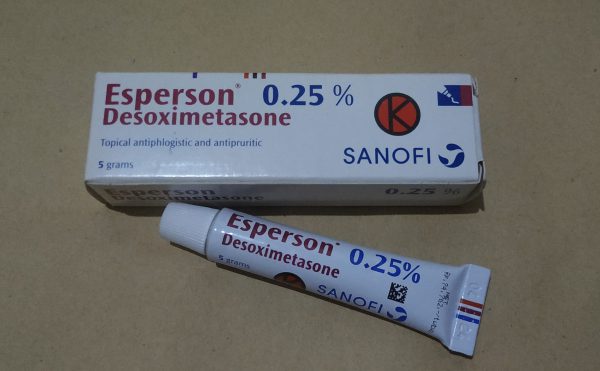 Esperson® 0.25 %
Desoximetasone
Topical antiphlogistic and antipruritic
5 grams
K
SANOFI
Esperson 0.25 %
Desoximetasone
Esperson® 0.25%
Desoximetasone
5 grams
SANOFI